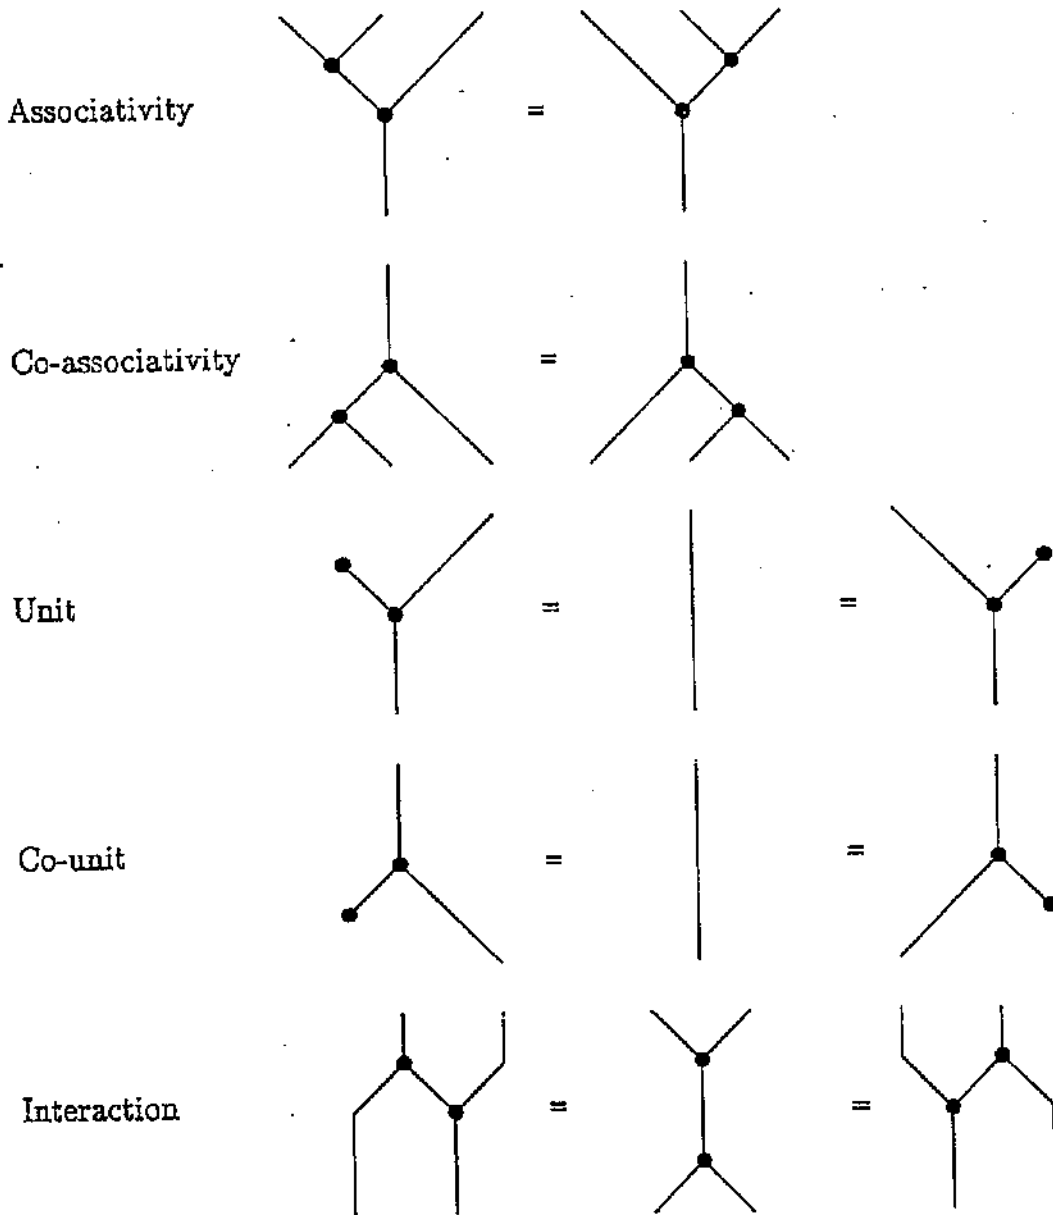 Associativity =
Co-associativity =
Unit = =
Co-unit = =
Interaction = =